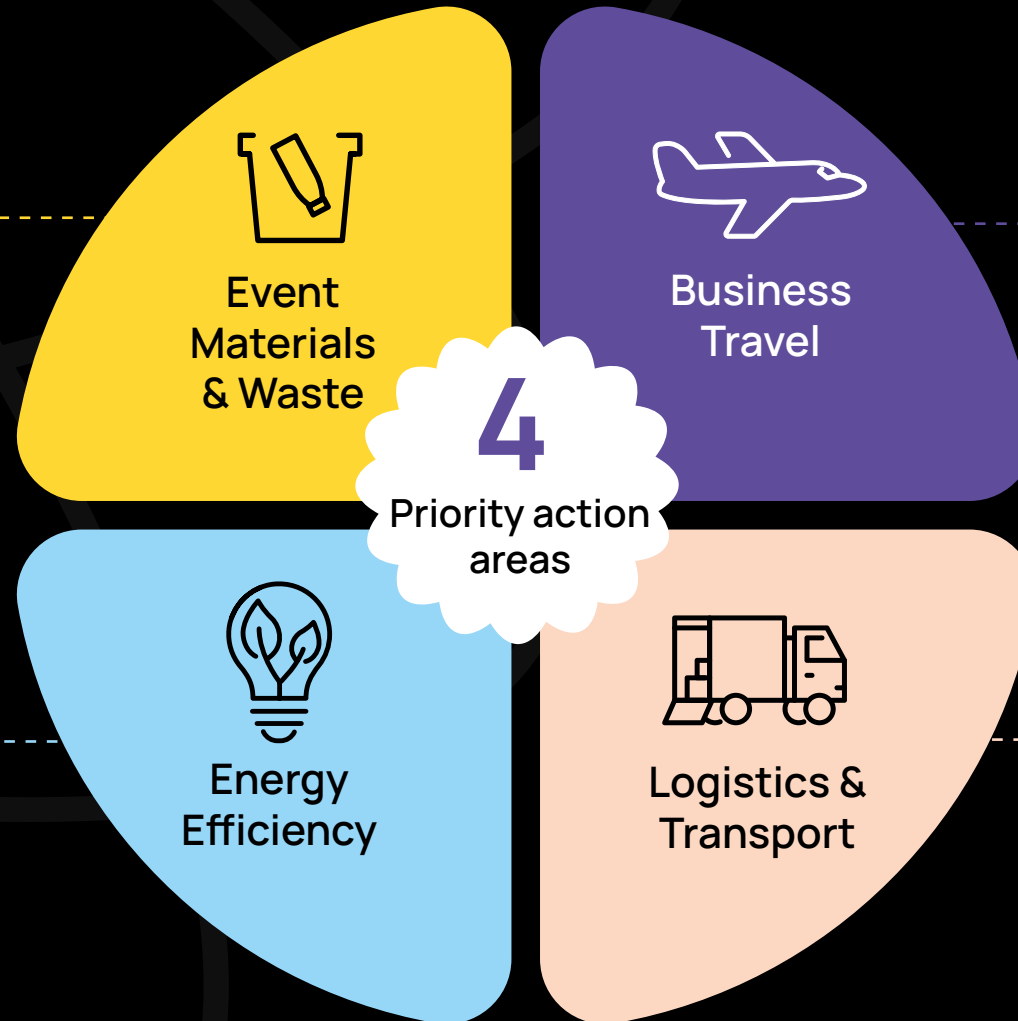 Event
Materials
& Waste
Business
Travel
4
Priority action
areas
Energy
Efficiency
Logistics &
Transport